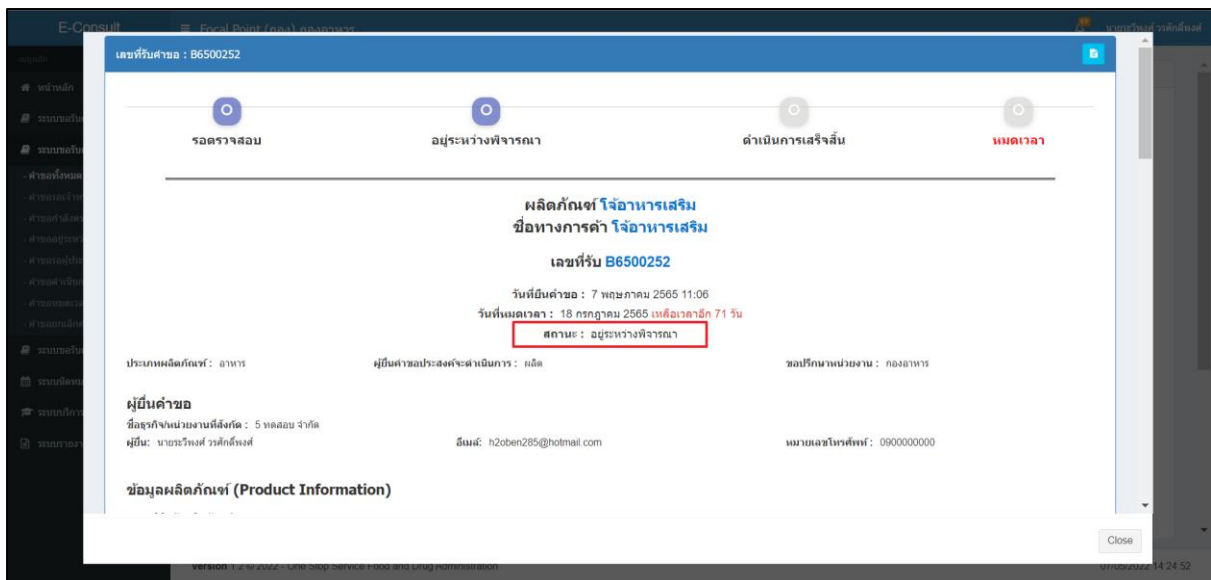 E-Consult
Focal Point (กอง) กองอาหาร
เลขที่รับคำขอ : B6500252
หน้าหลัก
รอตรวจสอบ
อยู่ระหว่างพิจารณา
ดำเนินการเสร็จสิ้น
หมดเวลา
- คำขอทั้งหมด
ผลิตภัณฑ์ โจ๊อาหารเสริม
ชื่อทางการค้า โจ๊อาหารเสริม
เลขที่รับ B6500252
วันที่ยื่นคำขอ : 7 พฤษภาคม 2565 11:06
วันที่หมดเวลา : 18 กรกฎาคม 2565 เหลือเวลาอีก 71 วัน
สถานะ : อยู่ระหว่างพิจารณา
ประเภทผลิตภัณฑ์ : อาหาร
ผู้ยื่นคำขอประสงค์จะดำเนินการ : ผลิต
ขอปรึกษาหน่วยงาน : กองอาหาร
ผู้ยื่นคำขอ
ชื่อธุรกิจ/หน่วยงานที่สังกัด : 5 ทดสอบ จำกัด
ผู้ยื่น: นายระวีพงศ์ วรศักดิ์พงศ์
อีเมล์: h2oben285@hotmail.com
หมายเลขโทรศัพท์ : 0900000000
ข้อมูลผลิตภัณฑ์ (Product Information)
Close
Version 1.2 © 2022 - One Stop Service Food and Drug Administration
07/05/2022 14:24:52